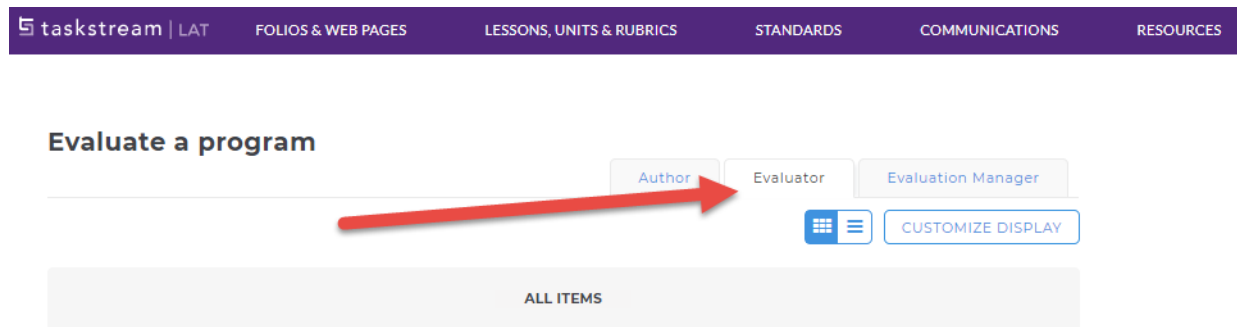 taskstream | LAT FOLIOS & WEB PAGES LESSONS, UNITS & RUBRICS STANDARDS COMMUNICATIONS RESOURCES
Evaluate a program
Author Evaluator Evaluation Manager
CUSTOMIZE DISPLAY
ALL ITEMS